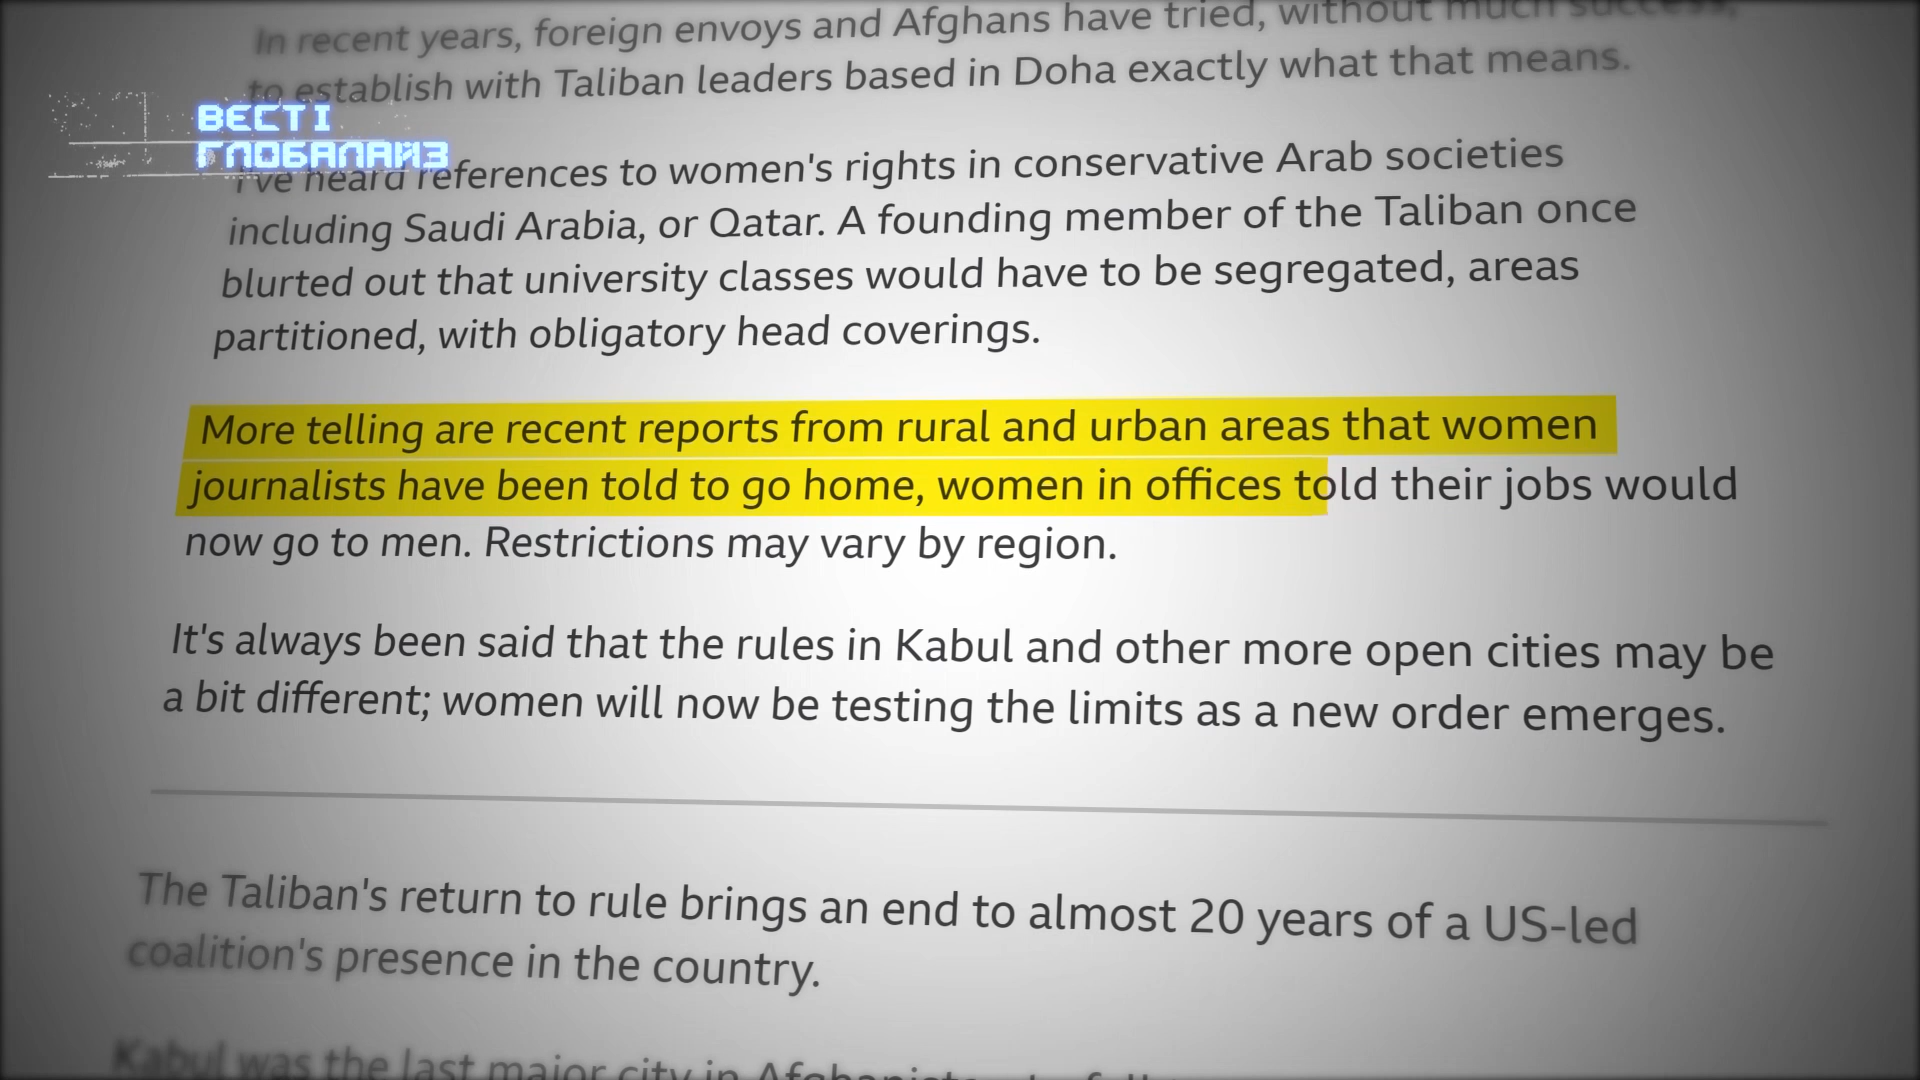 In recent years, foreign envoys and Afghans have tried, without much success,
to establish with Taliban leaders based in Doha exactly what that means.
ВЕСТІ
ГЛОБАЛАЙЗ
I've heard references to women's rights in conservative Arab societies
including Saudi Arabia, or Qatar. A founding member of the Taliban once
blurted out that university classes would have to be segregated, areas
partitioned, with obligatory head coverings.
More telling are recent reports from rural and urban areas that women
journalists have been told to go home, women in offices told their jobs would
now go to men. Restrictions may vary by region.
It's always been said that the rules in Kabul and other more open cities may be
a bit different; women will now be testing the limits as a new order emerges.
The Taliban's return to rule brings an end to almost 20 years of a US-led
coalition's presence in the country.
Kabul was the last major city in